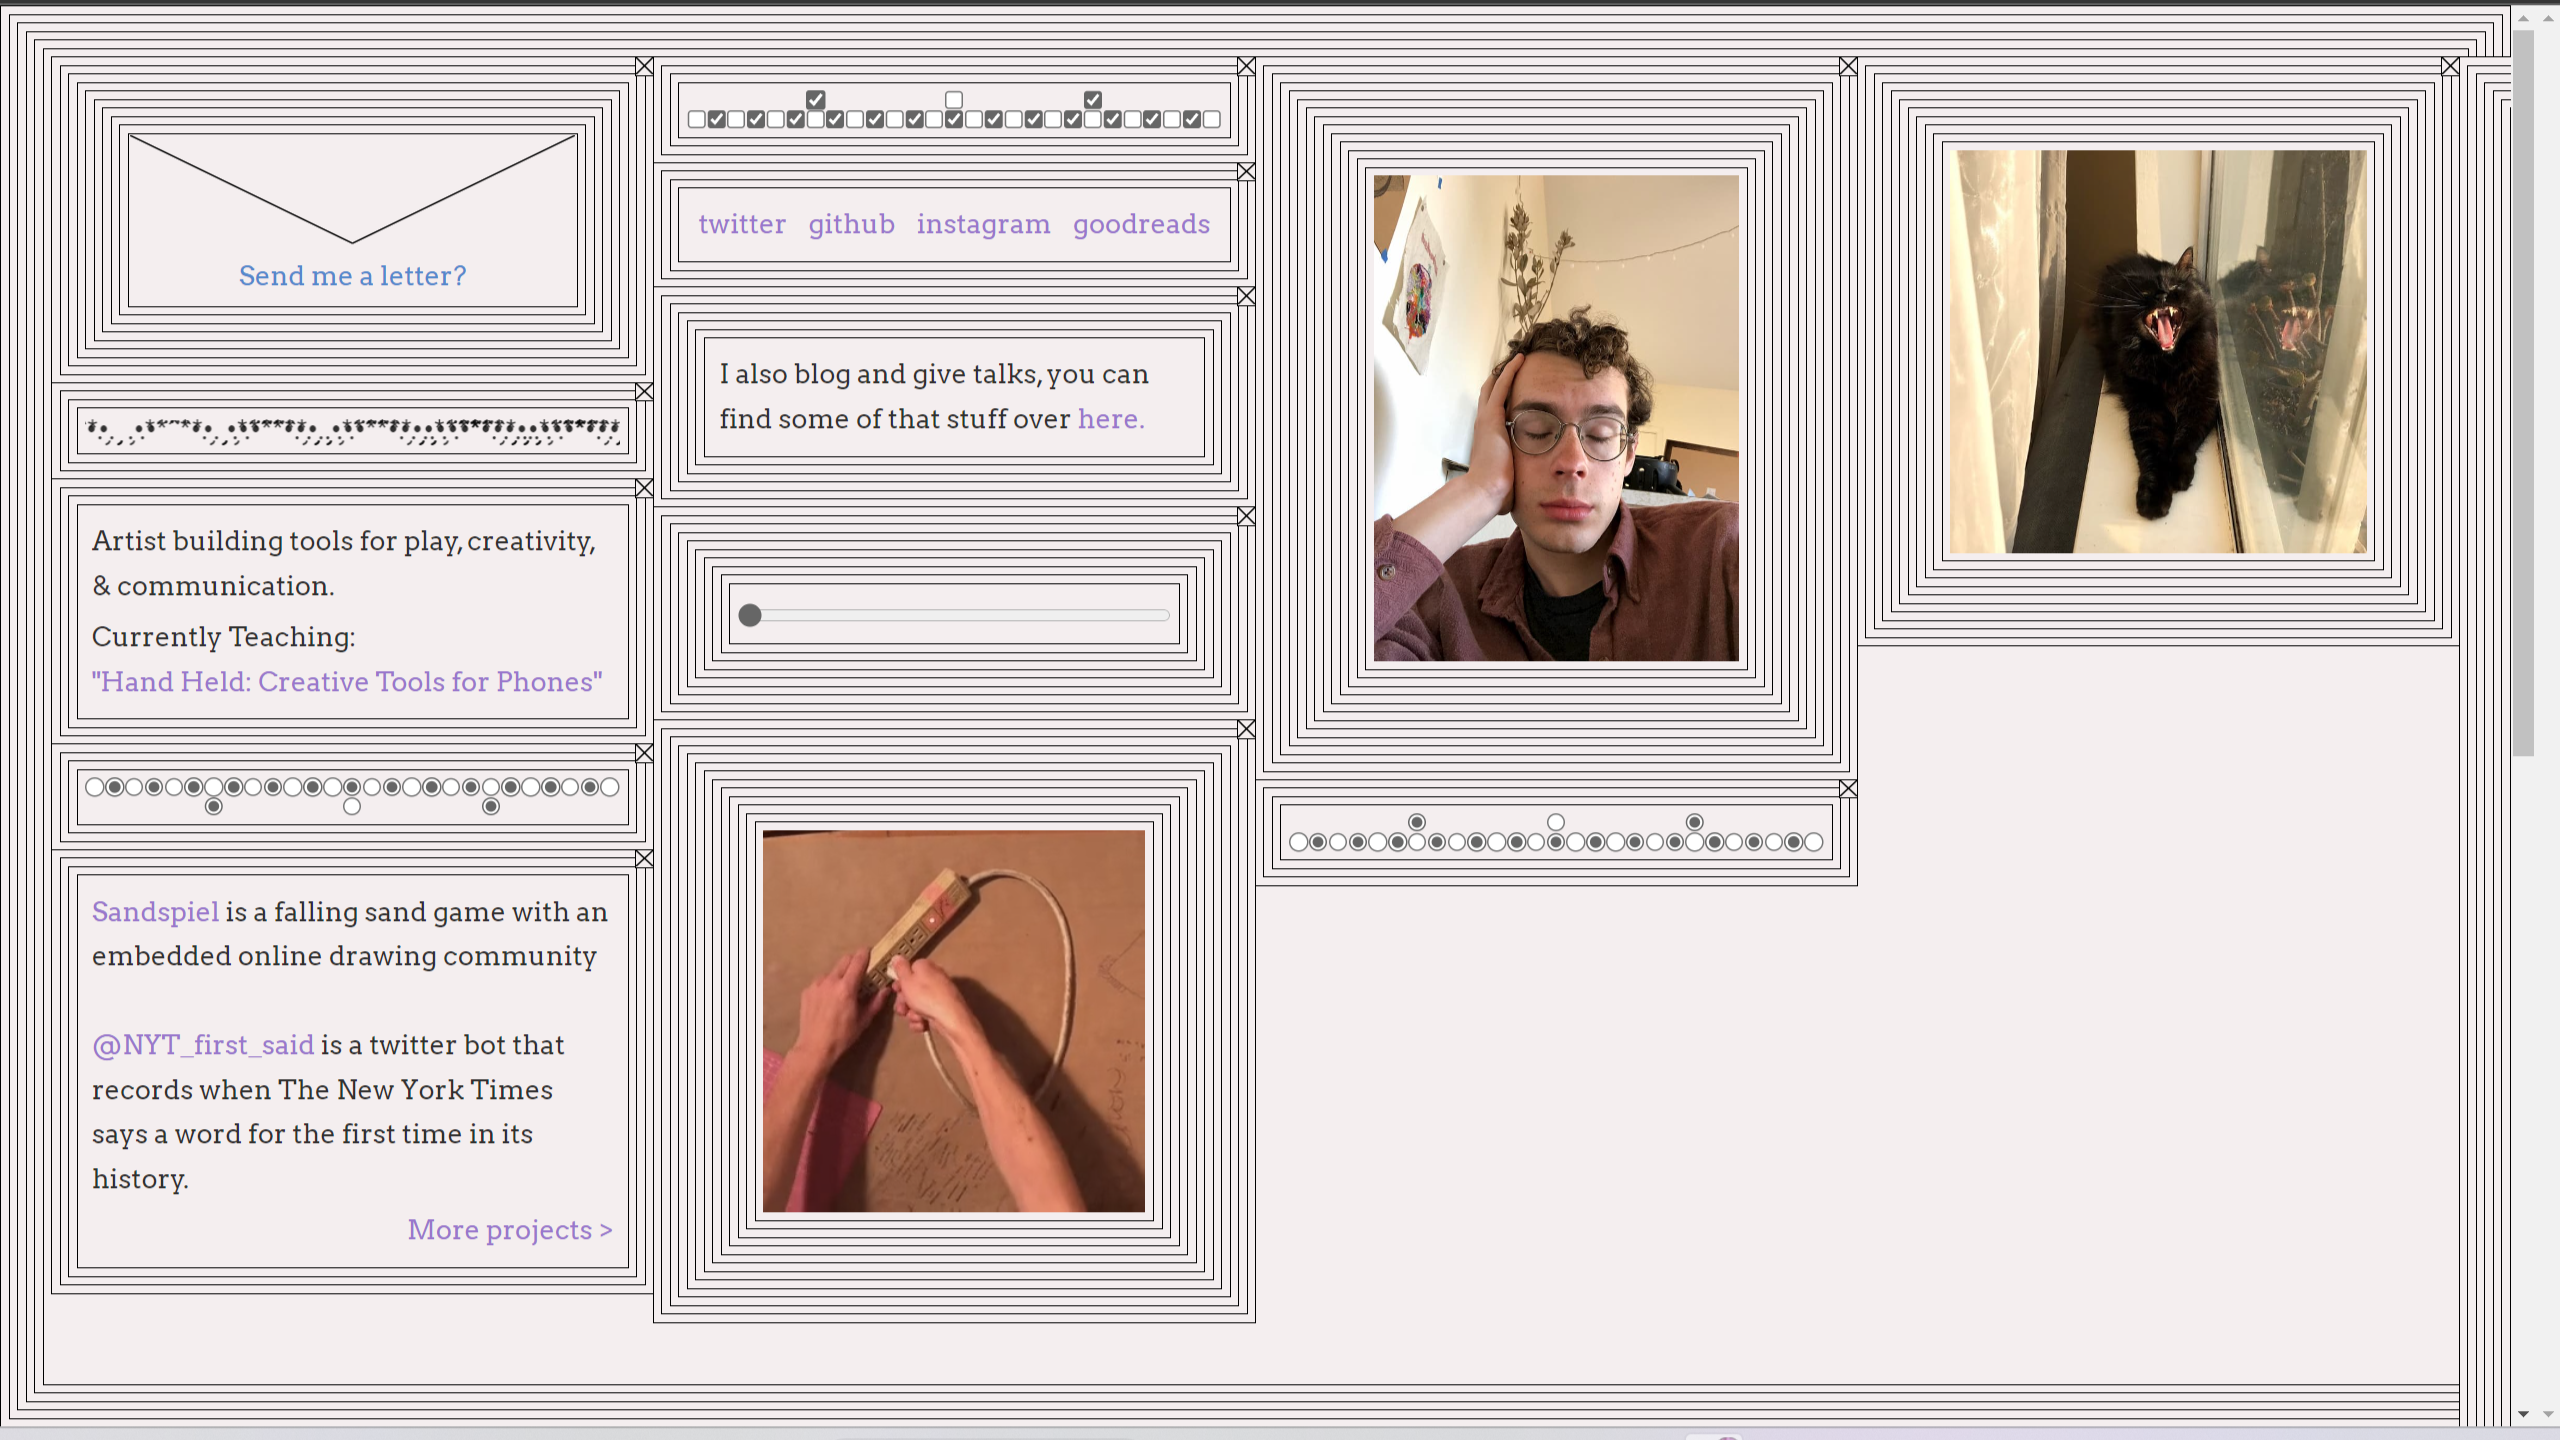 Send me a letter?
Artist building tools for play, creativity,
& communication.
Currently Teaching:
"Hand Held: Creative Tools for Phones"
Sandspiel is a falling sand game with an
embedded online drawing community
@NYT_first_said is a twitter bot that
records when The New York Times
says a word for the first time in its
history.
More projects >
twitter github instagram goodreads
I also blog and give talks, you can
find some of that stuff over here.